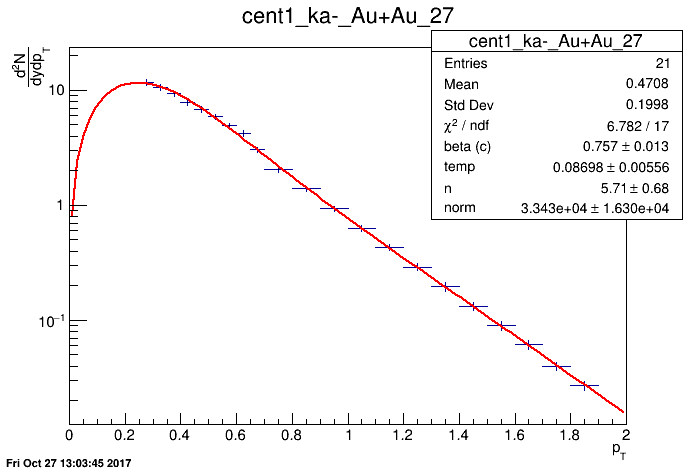 cent1_ka-_Au+Au_27
d²N
dydp_T
cent1_ka-_Au+Au_27
Entries 21
Mean 0.4708
Std Dev 0.1998
χ² / ndf 6.782 / 17
beta (c) 0.757 ± 0.013
temp 0.08698 ± 0.00556
n 5.71 ± 0.68
norm 3.343e+04 ± 1.630e+04
10
1
10⁻¹
0 0.2 0.4 0.6 0.8 1 1.2 1.4 1.6 1.8 2
p_T
Fri Oct 27 13:03:45 2017